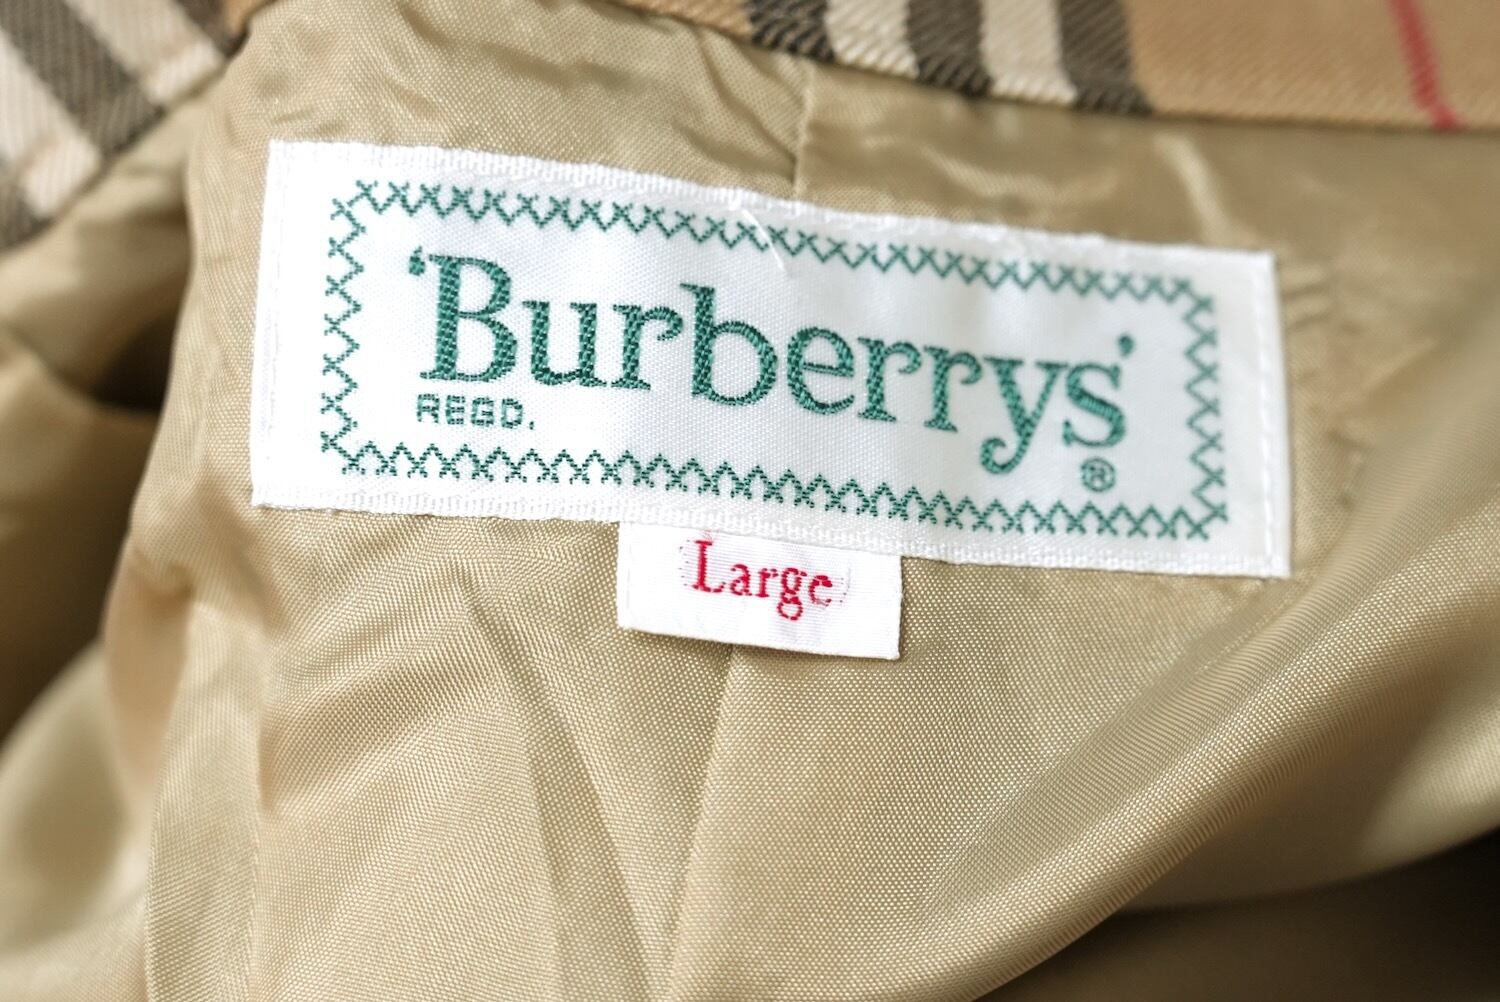 'Burberrys'
REGD.
®
Large